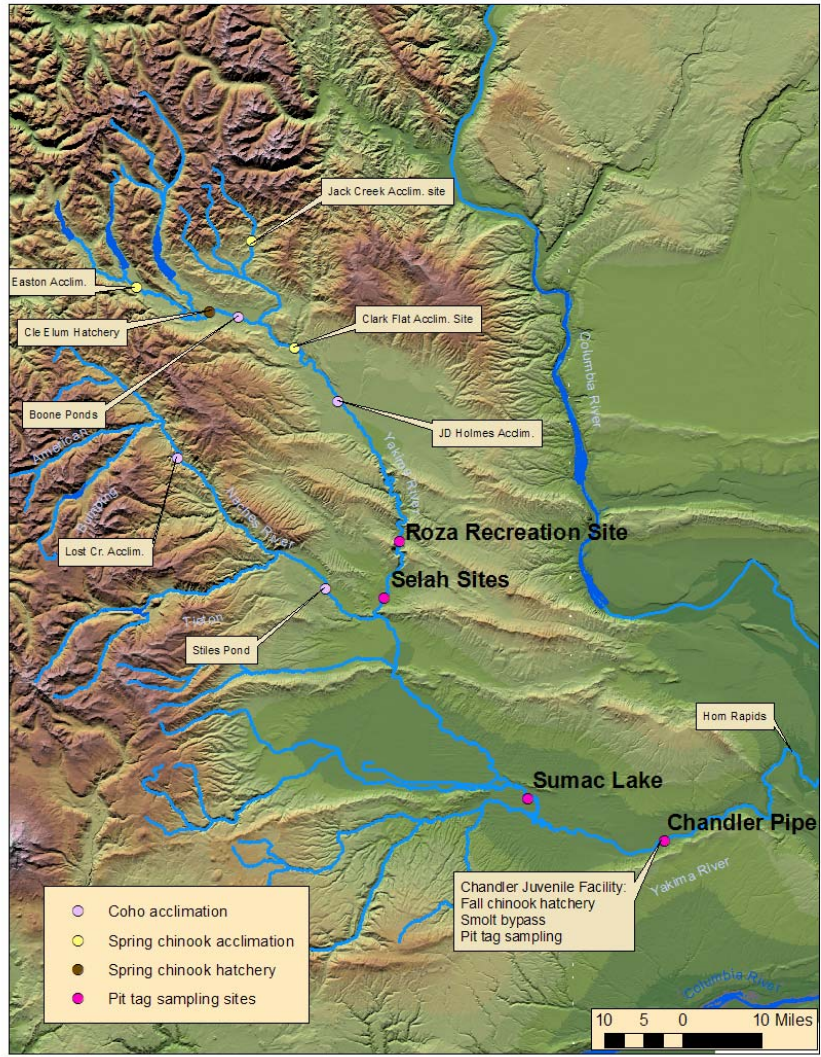 Jack Creek Acclim. site
Easton Acclim.
Cle Elum Hatchery
Clark Flat Acclim. Site
Columbia River
Boone Ponds
JD Holmes Acclim.
American
Yakima River
Bumping
Naches River
Lost Cr. Acclim.
Roza Recreation Site
Selah Sites
Tieton
Stiles Pond
Horn Rapids
Sumac Lake
Chandler Pipe
Yakima River
Chandler Juvenile Facility:
Fall chinook hatchery
Smolt bypass
Pit tag sampling
Coho acclimation
Spring chinook acclimation
Spring chinook hatchery
Pit tag sampling sites
Columbia River
10 5 0 10 Miles